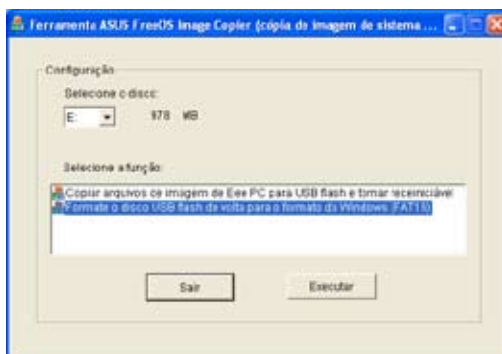 Ferramenta ASUS FreeOS Image Copier (cópia de imagem de sistema ...
Configuração
Selecione o disco:
E: 978 MB
Selecione a função:
Copiar arquivos de imagem de Eee PC para USB flash e tornar reeiniciável
Formate o disco USB flash de volta para o formato da Windows (FAT16)
Sair Executar